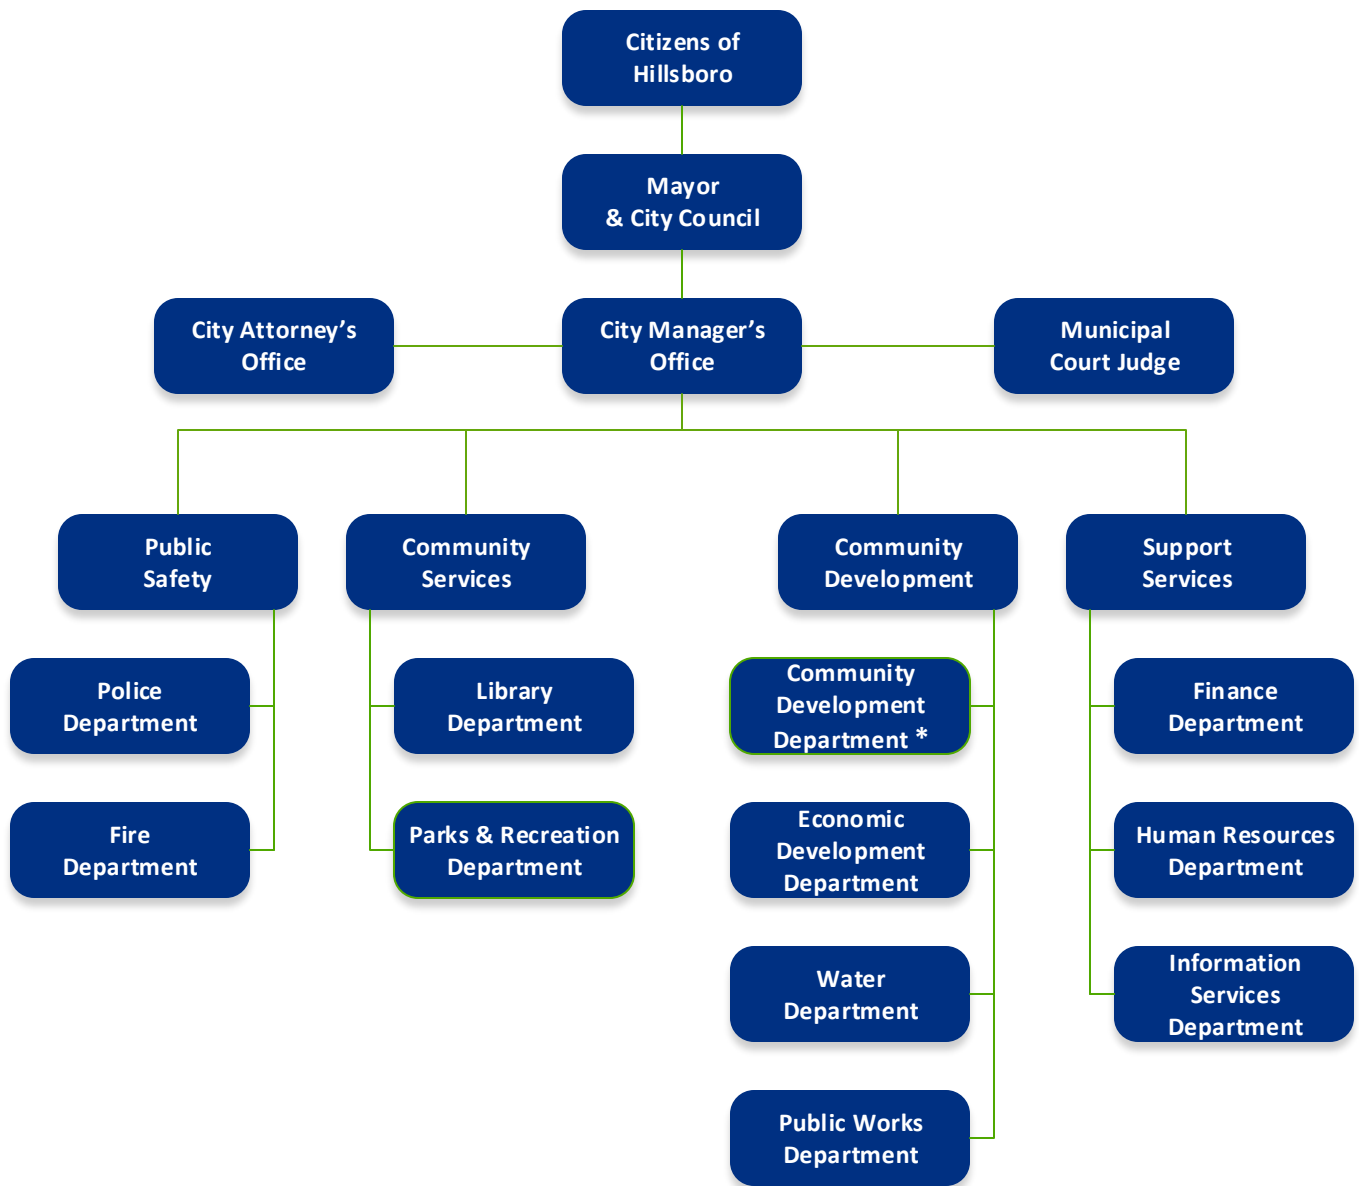 Citizens of
Hillsboro
Mayor
& City Council
City Attorney’s
Office
City Manager’s
Office
Municipal
Court Judge
Public
Safety
Community
Services
Community
Development
Support
Services
Police
Department
Library
Department
Community
Development
Department *
Finance
Department
Fire
Department
Parks & Recreation
Department
Economic
Development
Department
Human Resources
Department
Water
Department
Information
Services
Department
Public Works
Department